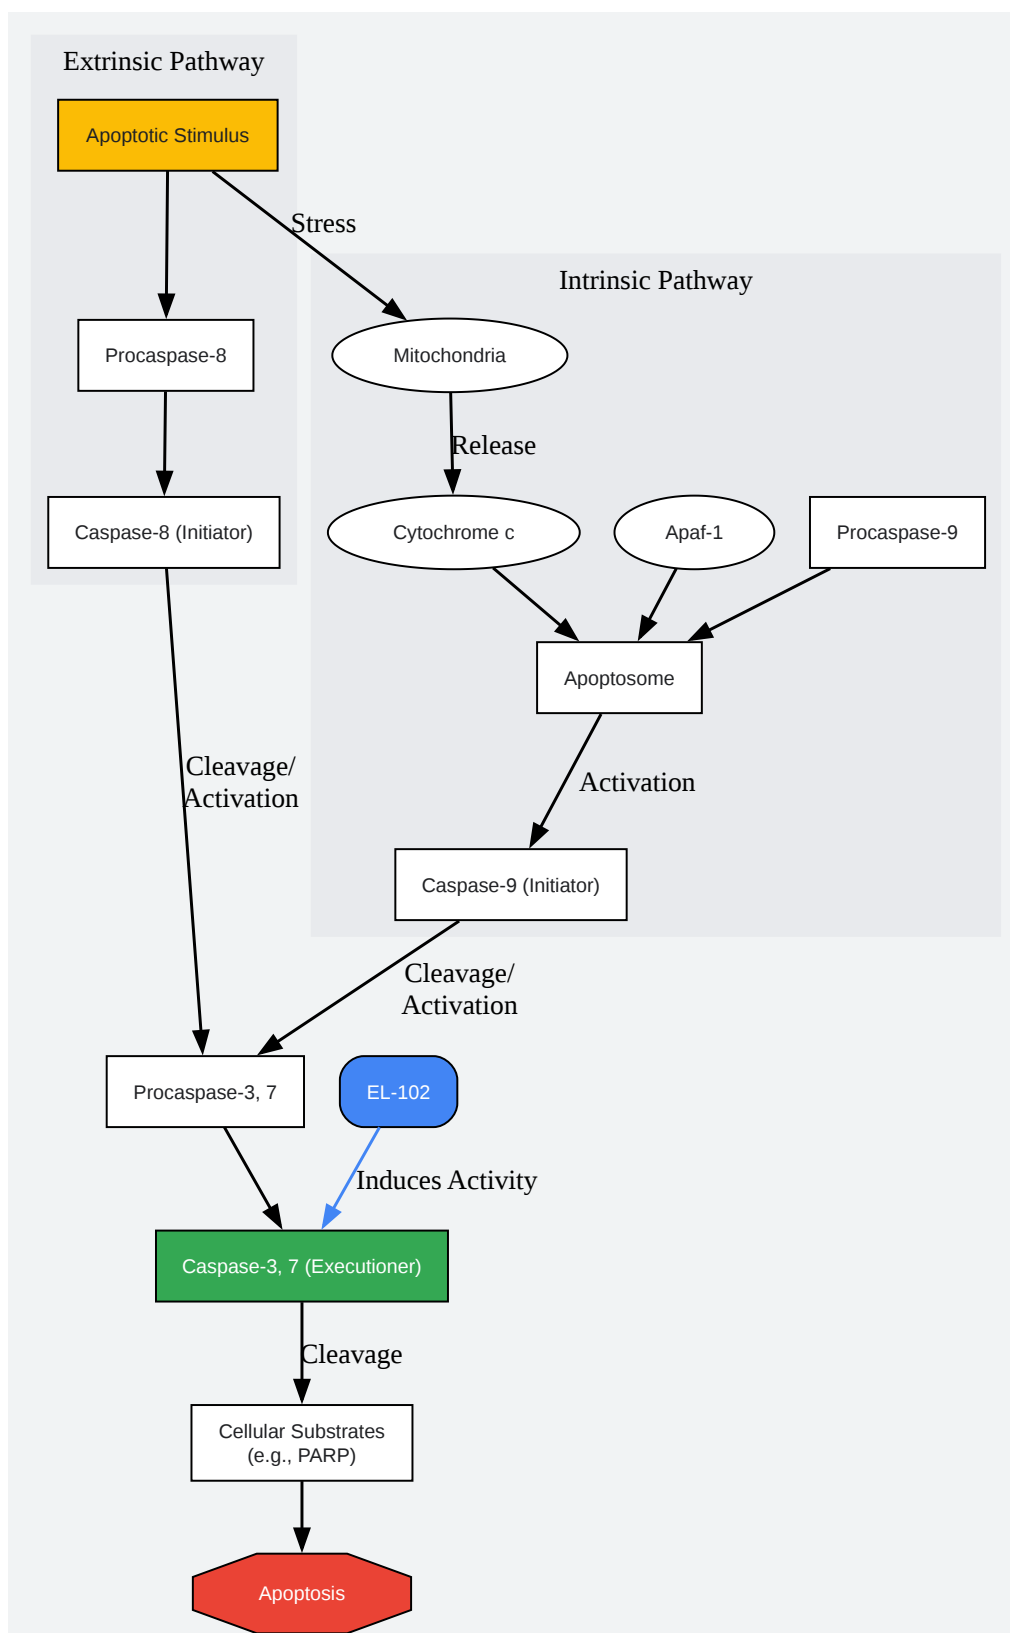 Extrinsic Pathway
Apoptotic Stimulus
Stress
Intrinsic Pathway
Procaspase-8
Mitochondria
Release
Caspase-8 (Initiator)
Cytochrome c
Apaf-1
Procaspase-9
Apoptosome
Cleavage/
Activation
Activation
Caspase-9 (Initiator)
Cleavage/
Activation
Procaspase-3, 7
EL-102
Induces Activity
Caspase-3, 7 (Executioner)
Cleavage
Cellular Substrates
(e.g., PARP)
Apoptosis